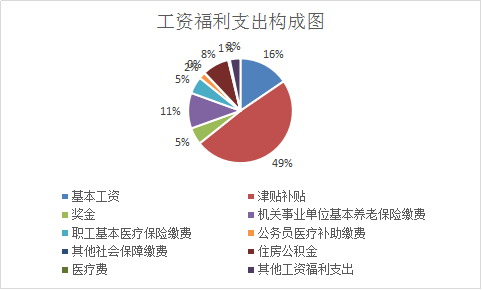 工资福利支出构成图
16%
49%
5%
11%
5%
2%
0%
8%
1%
3%
基本工资 津贴补贴
奖金 机关事业单位基本养老保险缴费
职工基本医疗保险缴费 公务员医疗补助缴费
其他社会保障缴费 住房公积金
医疗费 其他工资福利支出